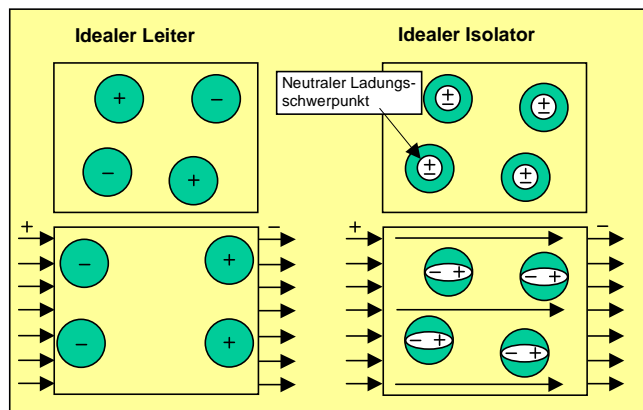 Idealer Leiter
Idealer Isolator
+ −
− +
Neutraler Ladungs-
schwerpunkt
± ±
± ±
+ −
− +
− +
+ −
− + − +
− + − +